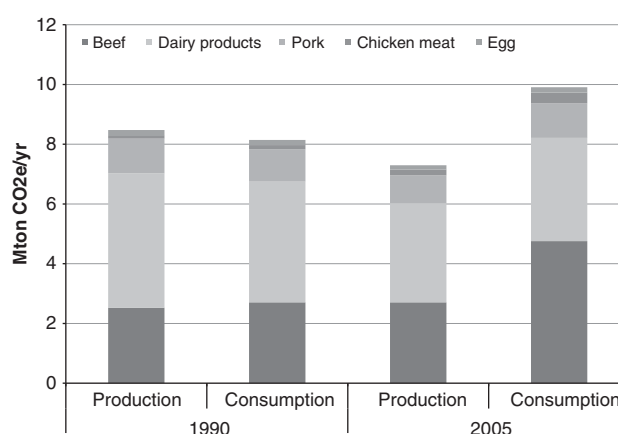 Mton CO2e/yr
12
10
8
6
4
2
0
Beef Dairy products Pork Chicken meat Egg
Production Consumption Production Consumption
1990 2005